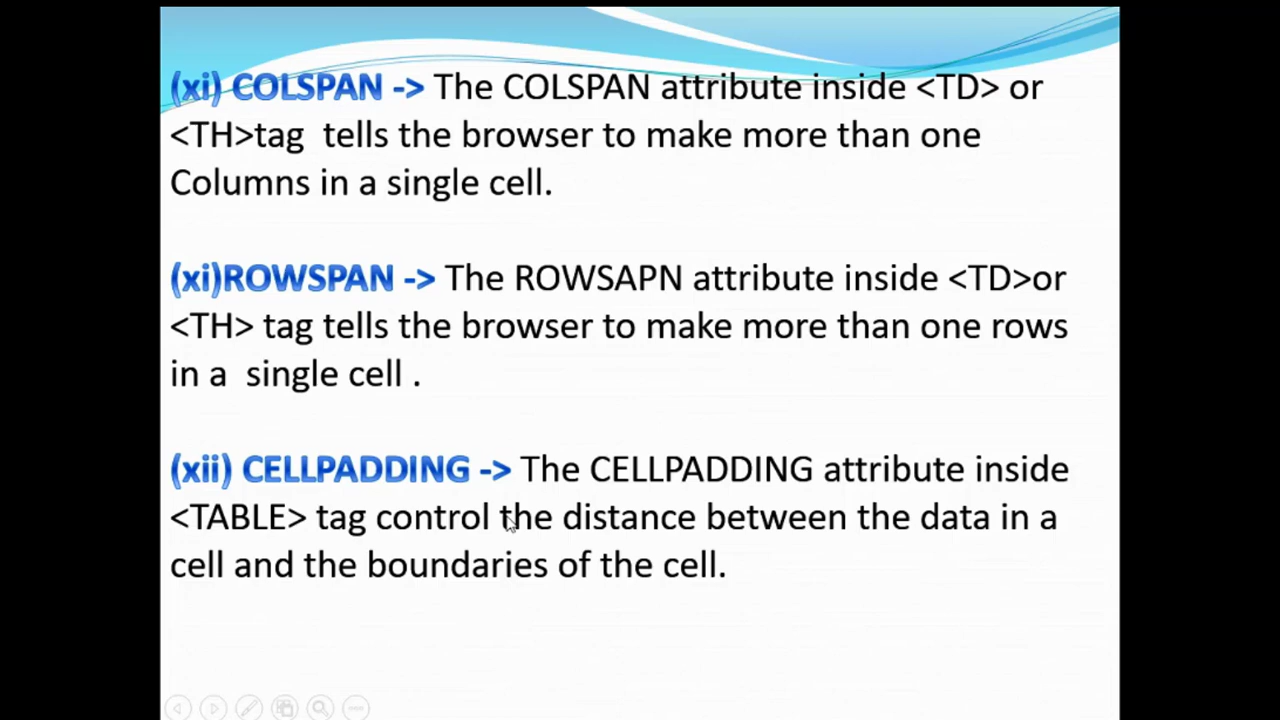 (xi) COLSPAN -> The COLSPAN attribute inside <TD> or
<TH>tag  tells the browser to make more than one
Columns in a single cell.
(xi)ROWSPAN -> The ROWSAPN attribute inside <TD>or
<TH> tag tells the browser to make more than one rows
in a  single cell .
(xii) CELLPADDING -> The CELLPADDING attribute inside
<TABLE> tag control the distance between the data in a
cell and the boundaries of the cell.